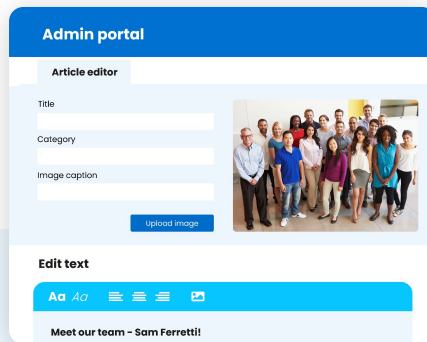 Admin portal
Article editor
Title
Category
Image caption
Upload image
Edit text
Aa Aa
Meet our team - Sam Ferretti!